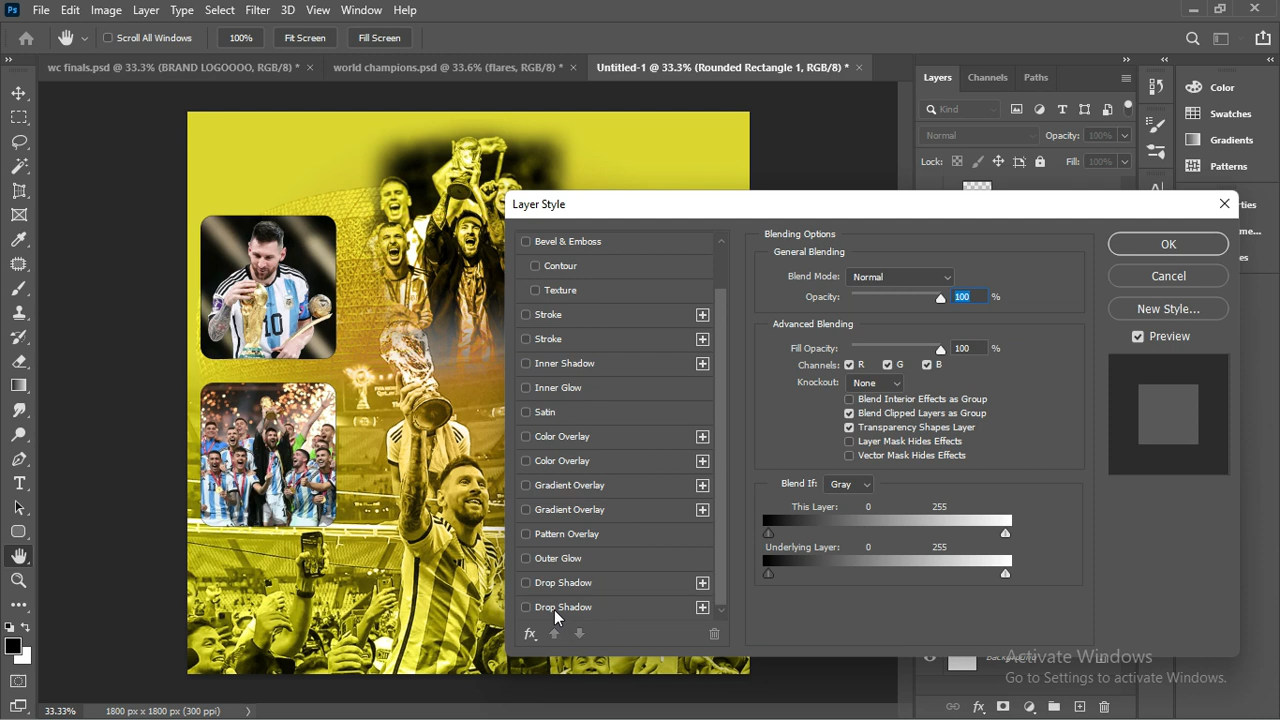 Ps File Edit Image Layer Type Select Filter 3D View Window Help
Scroll All Windows 100% Fit Screen Fill Screen
wc finals.psd @ 33.3% (BRAND LOGOOOO, RGB/8) * × world champions.psd @ 33.6% (flares, RGB/8) * × Untitled-1 @ 33.3% (Rounded Rectangle 1, RGB/8) * ×
Layers Channels Paths
Color
Kind
Swatches
Normal Opacity: 100%
Gradients
Lock: Fill: 100%
Patterns
Layer Style
Bevel & Emboss
Contour
Texture
Stroke
Stroke
Inner Shadow
Inner Glow
Satin
Color Overlay
Color Overlay
Gradient Overlay
Gradient Overlay
Pattern Overlay
Outer Glow
Drop Shadow
Drop Shadow
fx
Blending Options
General Blending
Blend Mode: Normal
Opacity: 100 %
Advanced Blending
Fill Opacity: 100 %
Channels: R G B
Knockout: None
Blend Interior Effects as Group
Blend Clipped Layers as Group
Transparency Shapes Layer
Layer Mask Hides Effects
Vector Mask Hides Effects
Blend If: Gray
This Layer: 0 255
Underlying Layer: 0 255
OK
Cancel
New Style...
Preview
10
Background
Activate Windows
Go to Settings to activate Windows.
33.33% 1800 px x 1800 px (300 ppi)
fx